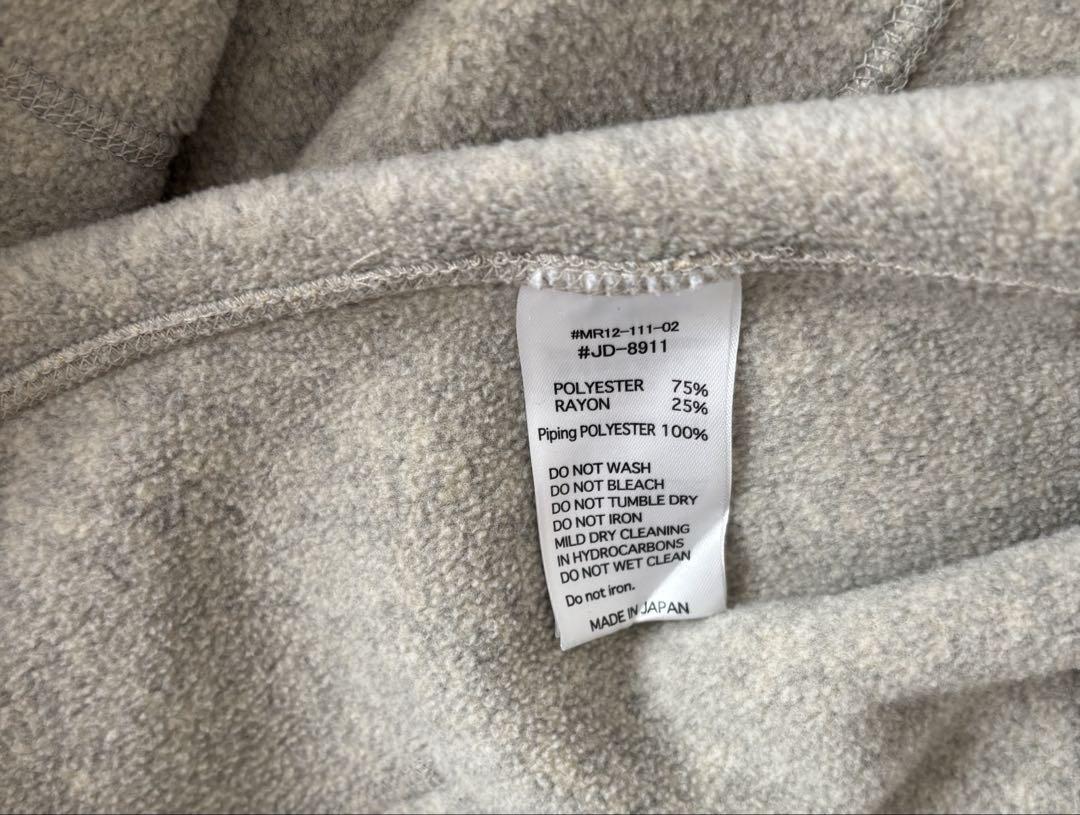 #MR12-111-02
#JD-8911
POLYESTER 75%
RAYON 25%
Piping POLYESTER 100%
DO NOT WASH
DO NOT BLEACH
DO NOT TUMBLE DRY
DO NOT IRON
MILD DRY CLEANING
IN HYDROCARBONS
DO NOT WET CLEAN
Do not iron.
MADE IN JAPAN